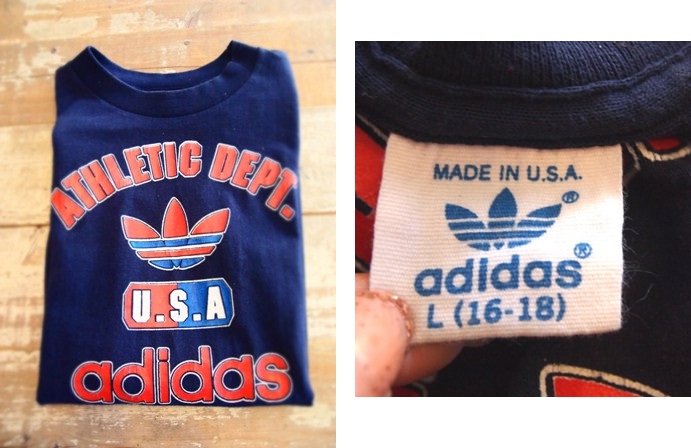 ATHLETIC DEPT.
U.S.A
adidas
MADE IN U.S.A.
®
adidas®
L (16-18)